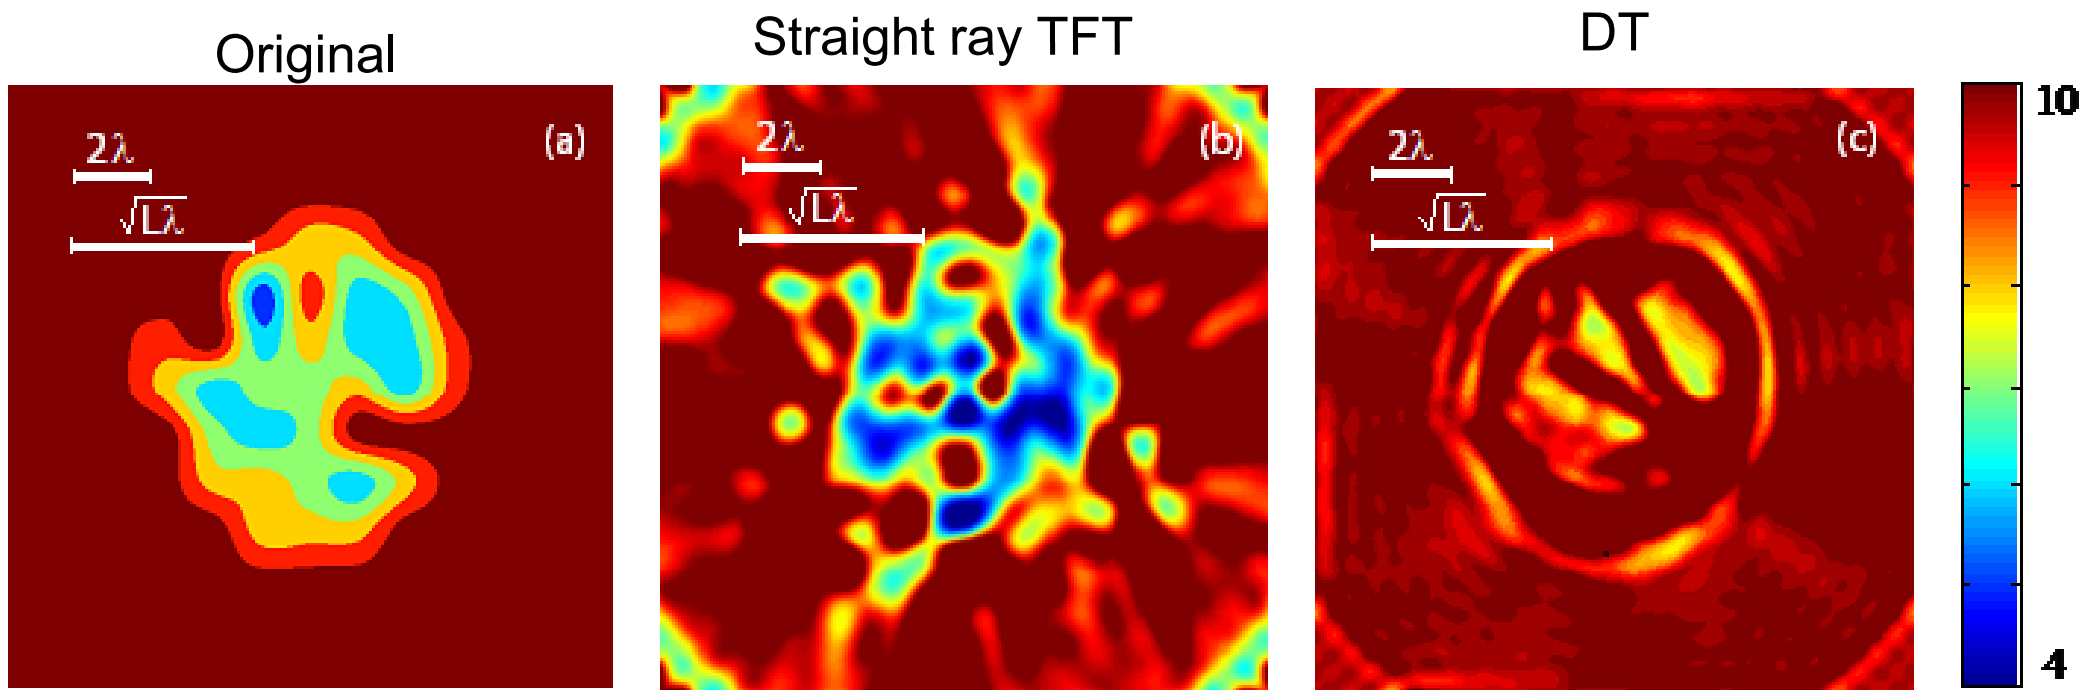 Original
Straight ray TFT
DT
(a)
2λ
√Lλ
(b)
2λ
√Lλ
(c)
2λ
√Lλ
10
4